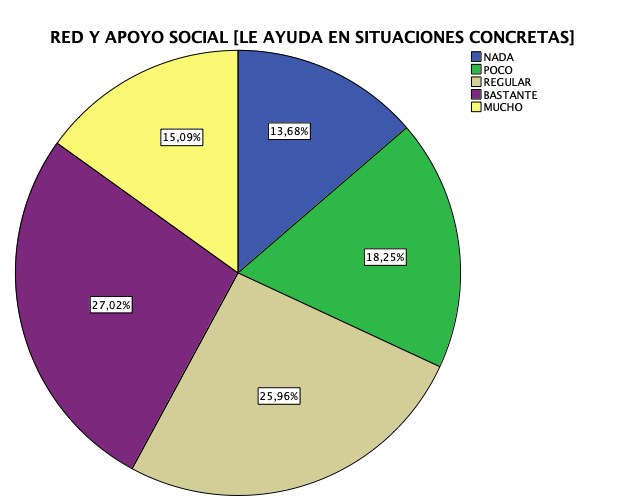 RED Y APOYO SOCIAL [LE AYUDA EN SITUACIONES CONCRETAS]
NADA
POCO
REGULAR
BASTANTE
MUCHO
13,68%
15,09%
18,25%
27,02%
25,96%